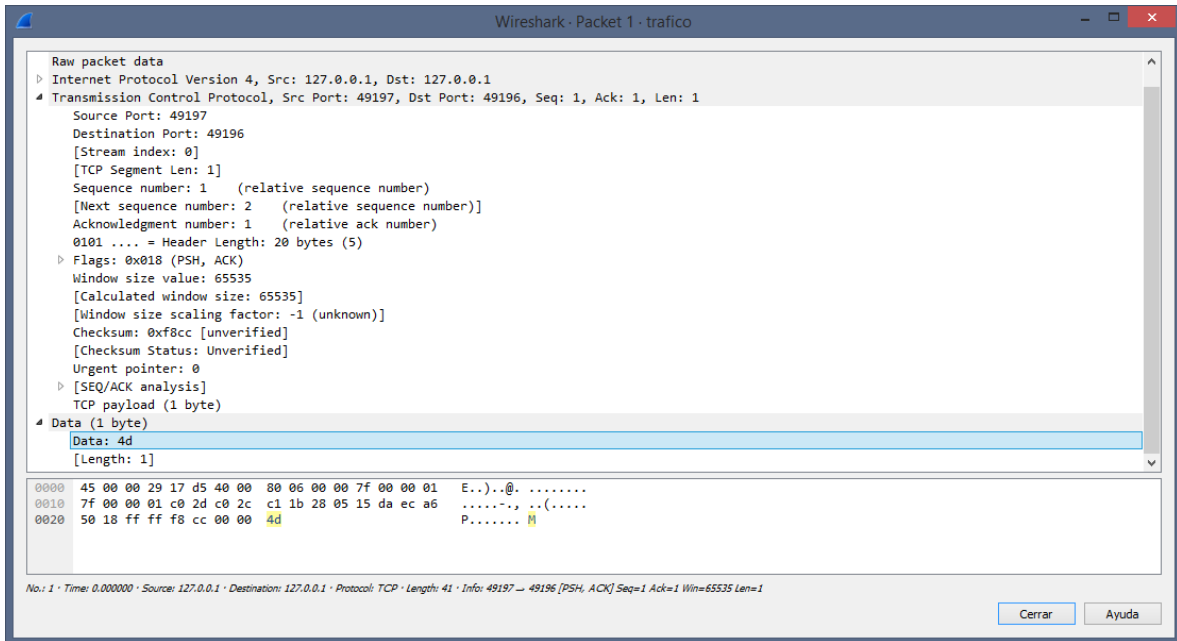 Wireshark · Packet 1 · trafico
Raw packet data
Internet Protocol Version 4, Src: 127.0.0.1, Dst: 127.0.0.1
Transmission Control Protocol, Src Port: 49197, Dst Port: 49196, Seq: 1, Ack: 1, Len: 1
Source Port: 49197
Destination Port: 49196
[Stream index: 0]
[TCP Segment Len: 1]
Sequence number: 1    (relative sequence number)
[Next sequence number: 2    (relative sequence number)]
Acknowledgment number: 1    (relative ack number)
0101 .... = Header Length: 20 bytes (5)
Flags: 0x018 (PSH, ACK)
Window size value: 65535
[Calculated window size: 65535]
[Window size scaling factor: -1 (unknown)]
Checksum: 0xf8cc [unverified]
[Checksum Status: Unverified]
Urgent pointer: 0
[SEQ/ACK analysis]
TCP payload (1 byte)
Data (1 byte)
Data: 4d
[Length: 1]
0000  45 00 00 29 17 d5 40 00  80 06 00 00 7f 00 00 01   E..)..@. ........
0010  7f 00 00 01 c0 2d c0 2c  c1 1b 28 05 15 da ec a6   .....-., ..(.....
0020  50 18 ff ff f8 cc 00 00  4d   P....... M
No.: 1 · Time: 0.000000 · Source: 127.0.0.1 · Destination: 127.0.0.1 · Protocol: TCP · Length: 41 · Info: 49197 → 49196 [PSH, ACK] Seq=1 Ack=1 Win=65535 Len=1
Cerrar Ayuda